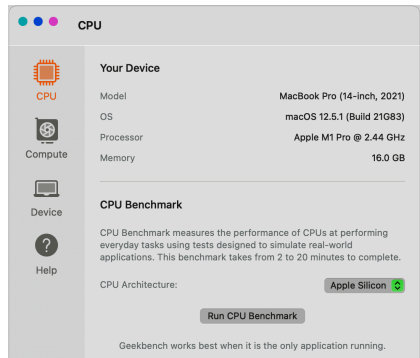 CPU
CPU
Compute
Device
Help
Your Device
Model MacBook Pro (14-inch, 2021)
OS macOS 12.5.1 (Build 21G83)
Processor Apple M1 Pro @ 2.44 GHz
Memory 16.0 GB
CPU Benchmark
CPU Benchmark measures the performance of CPUs at performing
everyday tasks using tests designed to simulate real-world
applications. This benchmark takes from 2 to 20 minutes to complete.
CPU Architecture: Apple Silicon
Run CPU Benchmark
Geekbench works best when it is the only application running.